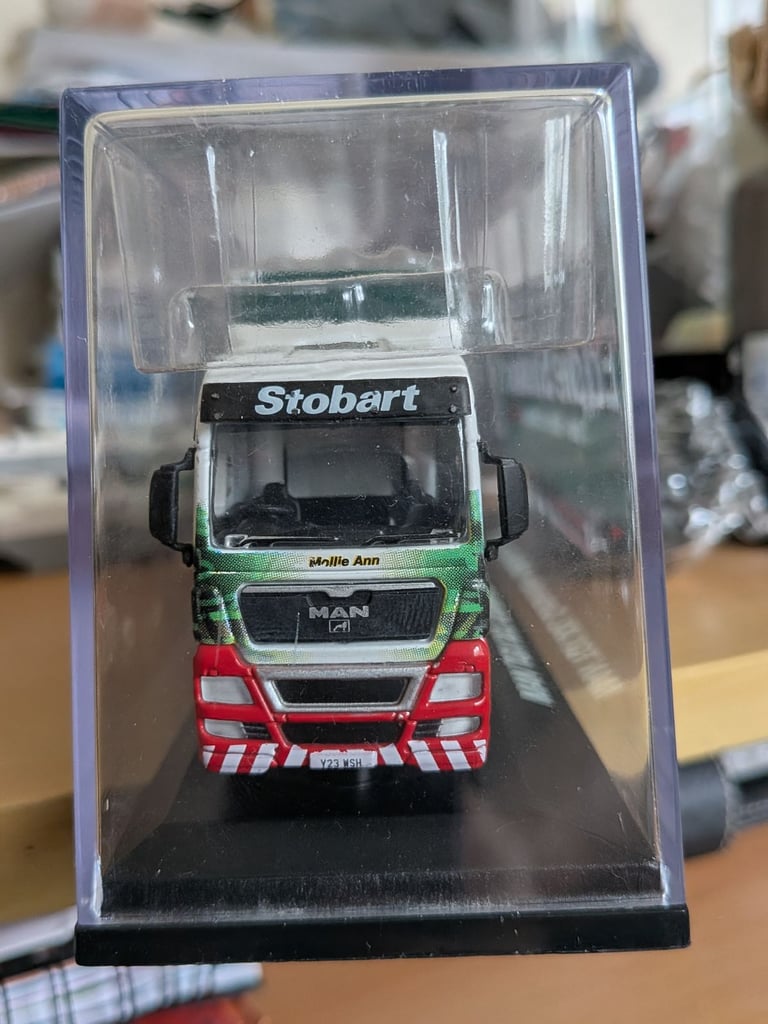 Stobart
Mollie Ann
MAN
Y23 WSH